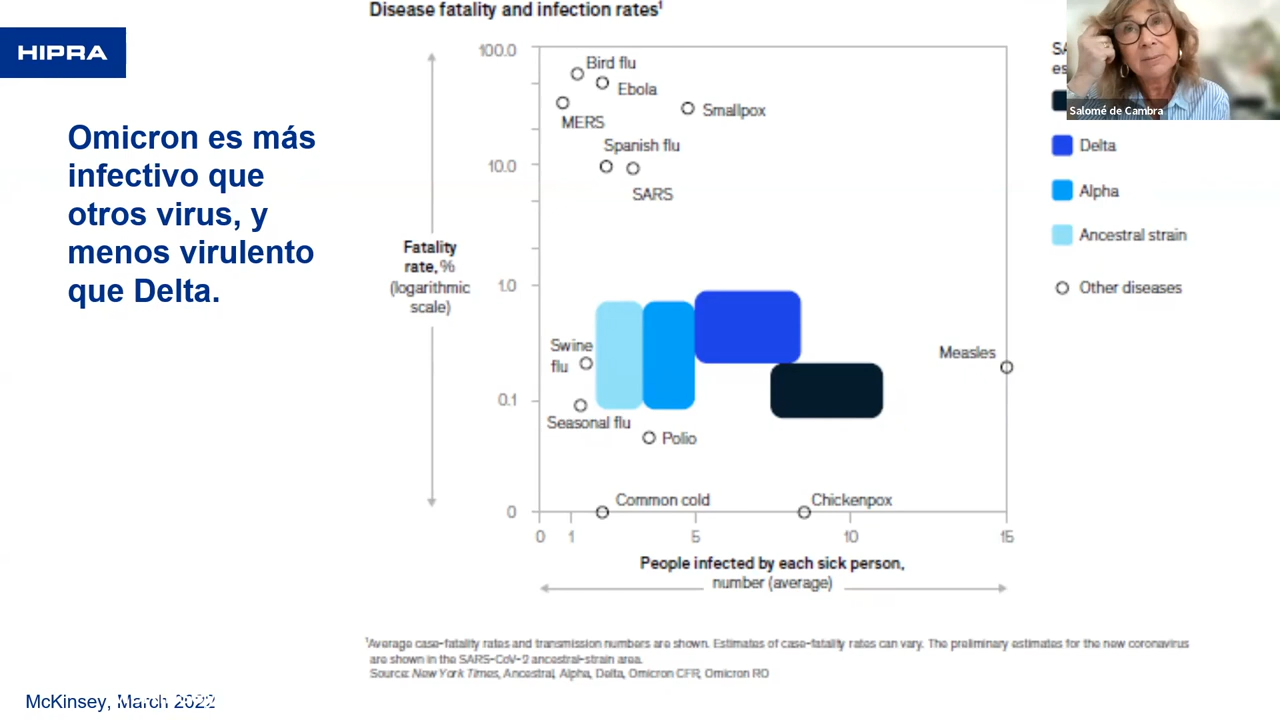 Disease fatality and infection rates¹
HIPRA
Omicron es más
infectivo que
otros virus, y
menos virulento
que Delta.
Fatality
rate, %
(logarithmic
scale)
100.0
10.0
1.0
0.1
0
Bird flu
Ebola
MERS
Smallpox
Spanish flu
SARS
Swine
flu
Seasonal flu
Polio
Measles
Common cold
Chickenpox
0 1 5 10 15
People infected by each sick person,
number (average)
Salomé de Cambra
Delta
Alpha
Ancestral strain
Other diseases
¹Average case-fatality rates and transmission numbers are shown. Estimates of case-fatality rates can vary. The preliminary estimates for the new coronavirus
are shown in the SARS-CoV-2 ancestral-strain area.
Source: New York Times, Ancestral, Alpha, Delta, Omicron CFR, Omicron R0
McKinsey, March 2022